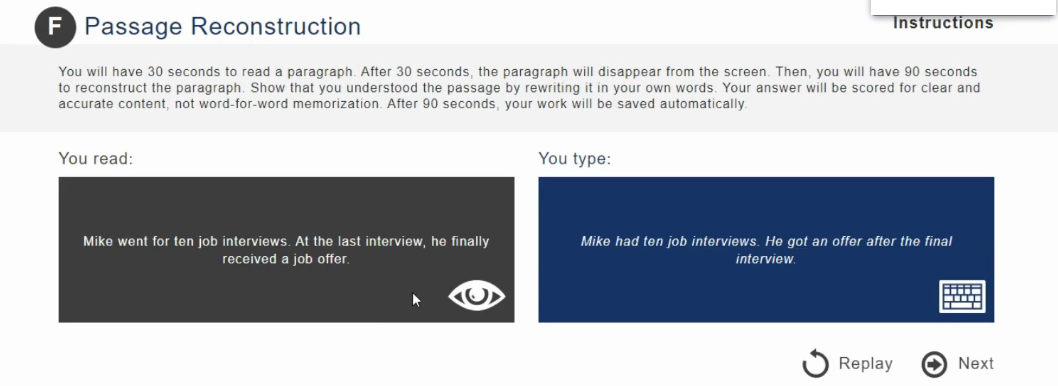 F Passage Reconstruction
Instructions
You will have 30 seconds to read a paragraph. After 30 seconds, the paragraph will disappear from the screen. Then, you will have 90 seconds
to reconstruct the paragraph. Show that you understood the passage by rewriting it in your own words. Your answer will be scored for clear and
accurate content, not word-for-word memorization. After 90 seconds, your work will be saved automatically.
You read:
Mike went for ten job interviews. At the last interview, he finally
received a job offer.
You type:
Mike had ten job interviews. He got an offer after the final
interview.
Replay
Next